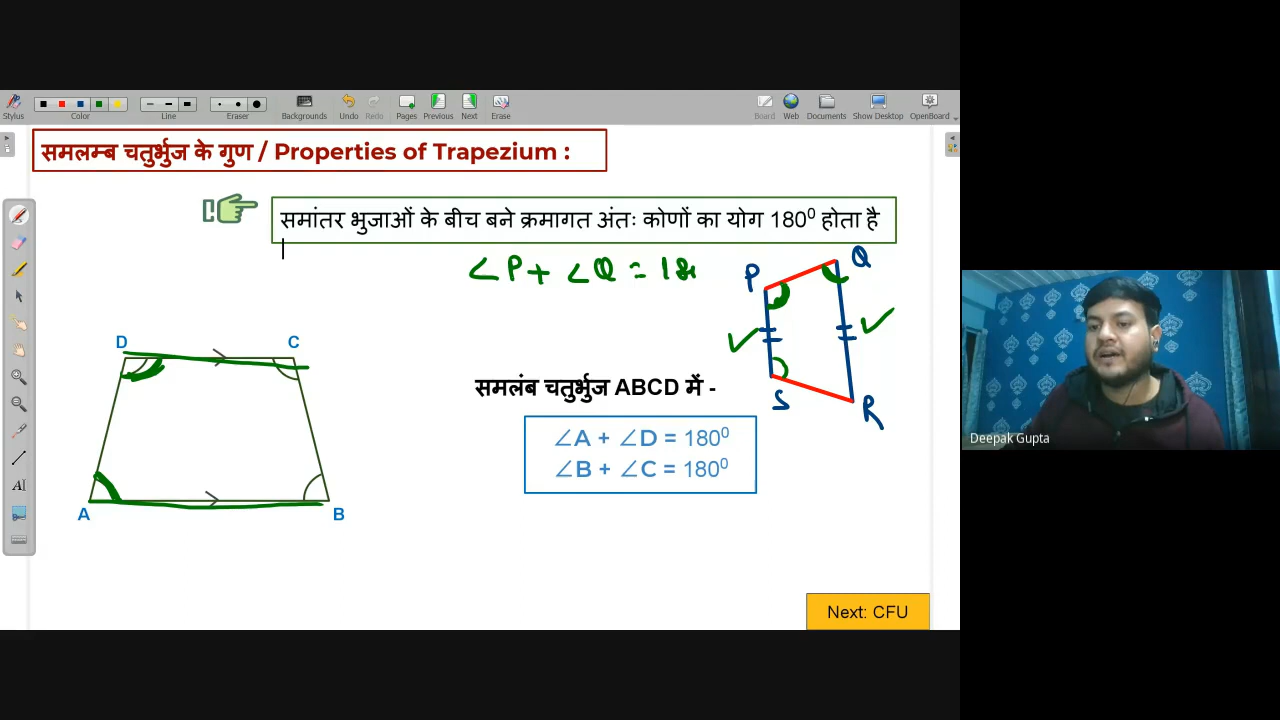 Stylus Color Line Eraser Backgrounds Undo Redo Pages Previous Next Erase Board Web Documents Show Desktop OpenBoard
समलम्ब चतुर्भुज के गुण / Properties of Trapezium :
समांतर भुजाओं के बीच बने क्रमागत अंतः कोणों का योग 180⁰ होता है
|
∠P + ∠Q = 18
P Q
D C
समलंब चतुर्भुज ABCD में -
S R
∠A + ∠D = 180⁰
∠B + ∠C = 180⁰
A B
Deepak Gupta
Next: CFU